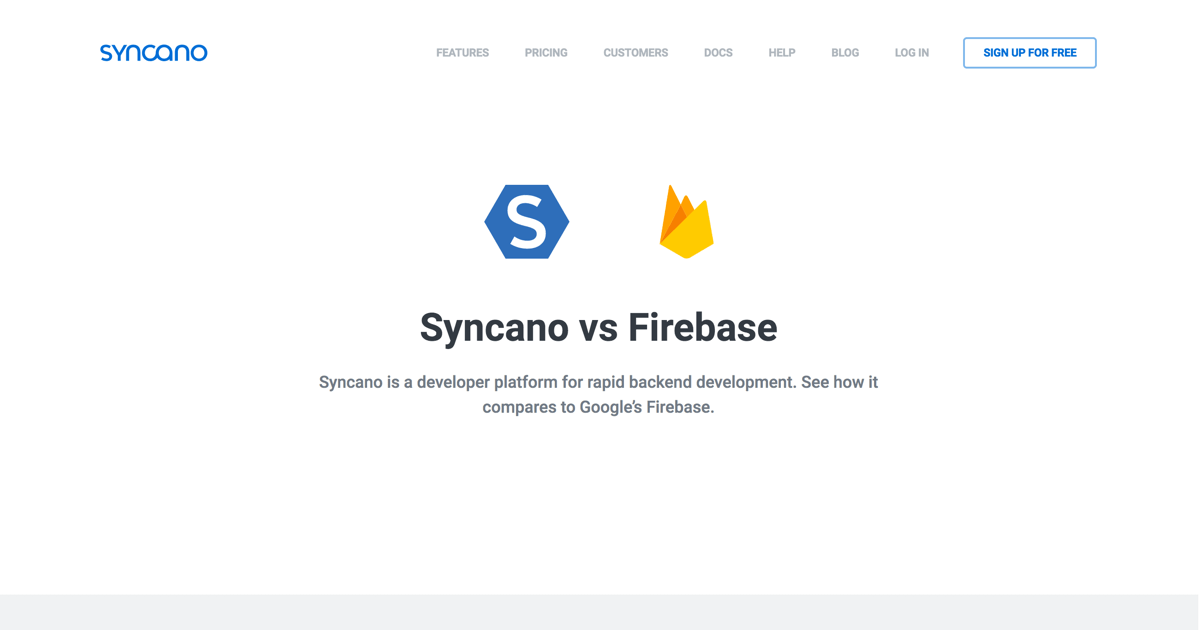 SYNCANO
FEATURES PRICING CUSTOMERS DOCS HELP BLOG LOG IN SIGN UP FOR FREE
S
Syncano vs Firebase
Syncano is a developer platform for rapid backend development. See how it
compares to Google’s Firebase.